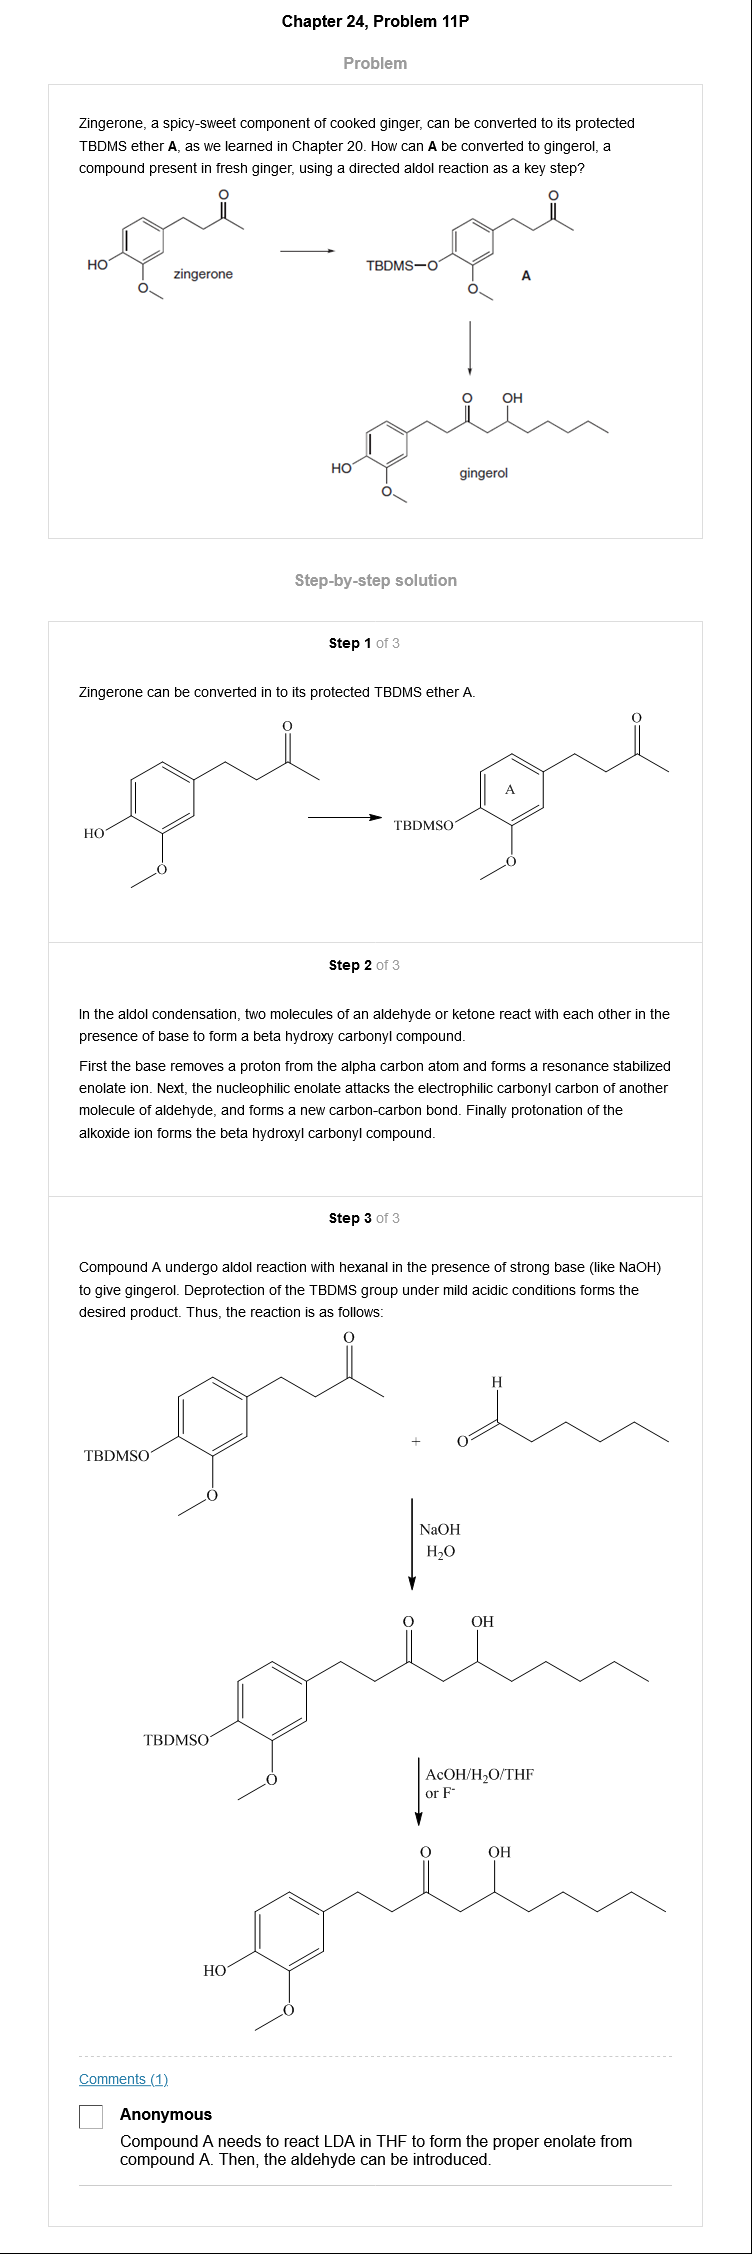 Chapter 24, Problem 11P
Problem
Zingerone, a spicy-sweet component of cooked ginger, can be converted to its protected
TBDMS ether A, as we learned in Chapter 20. How can A be converted to gingerol, a
compound present in fresh ginger, using a directed aldol reaction as a key step?
O
O
HO
zingerone
O
TBDMS—O
A
O
O
OH
HO
gingerol
O
Step-by-step solution
Step 1 of 3
Zingerone can be converted in to its protected TBDMS ether A.
O
O
A
HO
TBDMSO
O
O
Step 2 of 3
In the aldol condensation, two molecules of an aldehyde or ketone react with each other in the
presence of base to form a beta hydroxy carbonyl compound.
First the base removes a proton from the alpha carbon atom and forms a resonance stabilized
enolate ion. Next, the nucleophilic enolate attacks the electrophilic carbonyl carbon of another
molecule of aldehyde, and forms a new carbon-carbon bond. Finally protonation of the
alkoxide ion forms the beta hydroxyl carbonyl compound.
Step 3 of 3
Compound A undergo aldol reaction with hexanal in the presence of strong base (like NaOH)
to give gingerol. Deprotection of the TBDMS group under mild acidic conditions forms the
desired product. Thus, the reaction is as follows:
O
H
TBDMSO
+
O
O
NaOH
H₂O
O
OH
TBDMSO
O
AcOH/H₂O/THF
or F⁻
O
OH
HO
O
Comments (1)
Anonymous
Compound A needs to react LDA in THF to form the proper enolate from
compound A. Then, the aldehyde can be introduced.